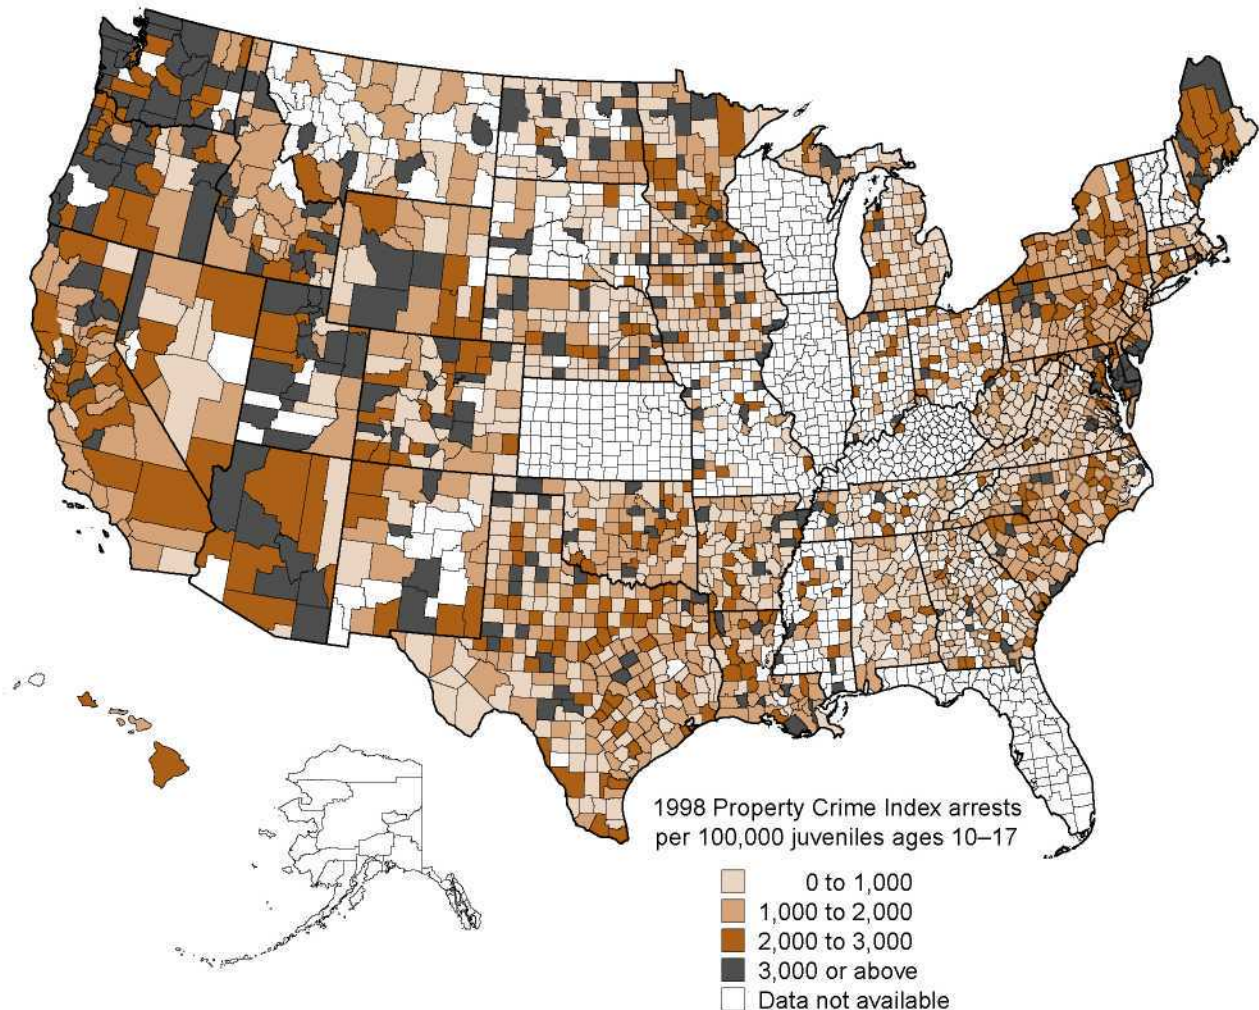 1998 Property Crime Index arrests
per 100,000 juveniles ages 10–17
0 to 1,000
1,000 to 2,000
2,000 to 3,000
3,000 or above
Data not available